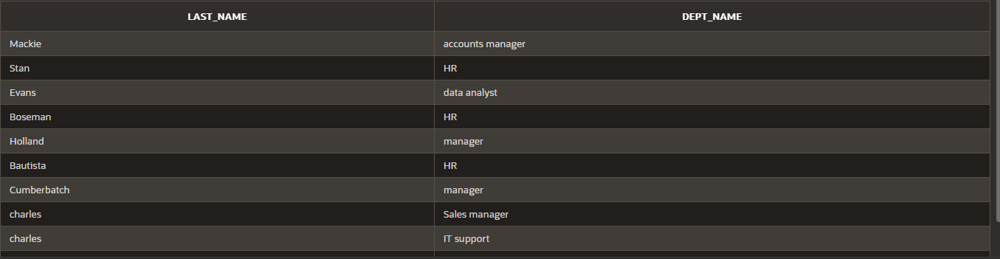 LAST_NAME DEPT_NAME
Mackie accounts manager
Stan HR
Evans data analyst
Boseman HR
Holland manager
Bautista HR
Cumberbatch manager
charles Sales manager
charles IT support